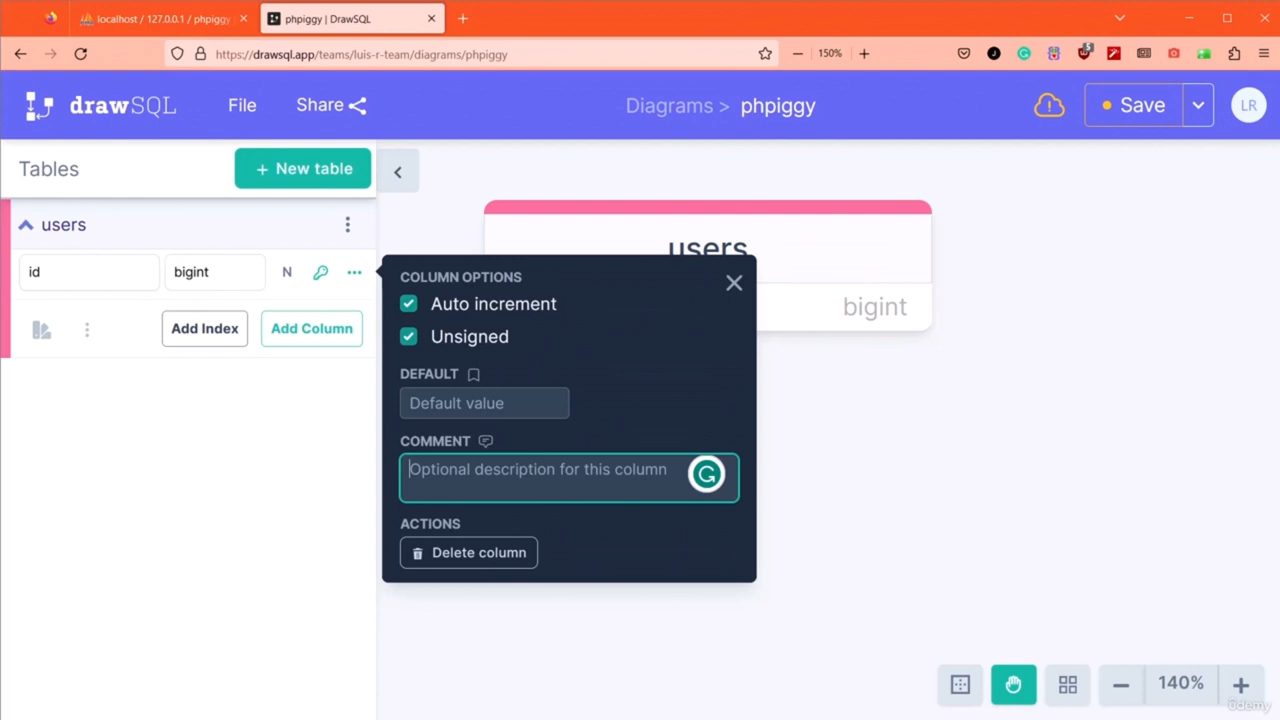 localhost / 127.0.0.1 / phpiggy
phpiggy | DrawSQL
https://drawsql.app/teams/luis-r-team/diagrams/phpiggy
150%
5
J
drawSQL
File
Share
Diagrams > phpiggy
Save
LR
Tables
+ New table
users
id
bigint
N
Add Index
Add Column
users
bigint
COLUMN OPTIONS
Auto increment
Unsigned
DEFAULT
Default value
COMMENT
Optional description for this column
ACTIONS
Delete column
140%
ûdemy